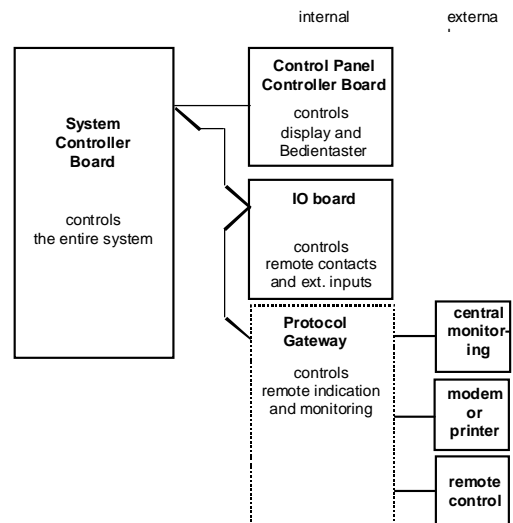 internal
externa
l
System
Controller
Board
controls
the entire system
Control Panel
Controller Board
controls
display and
Bedientaster
IO board
controls
remote contacts
and ext. inputs
Protocol
Gateway
controls
remote indication
and monitoring
central
monitor-
ing
modem
or
printer
remote
control